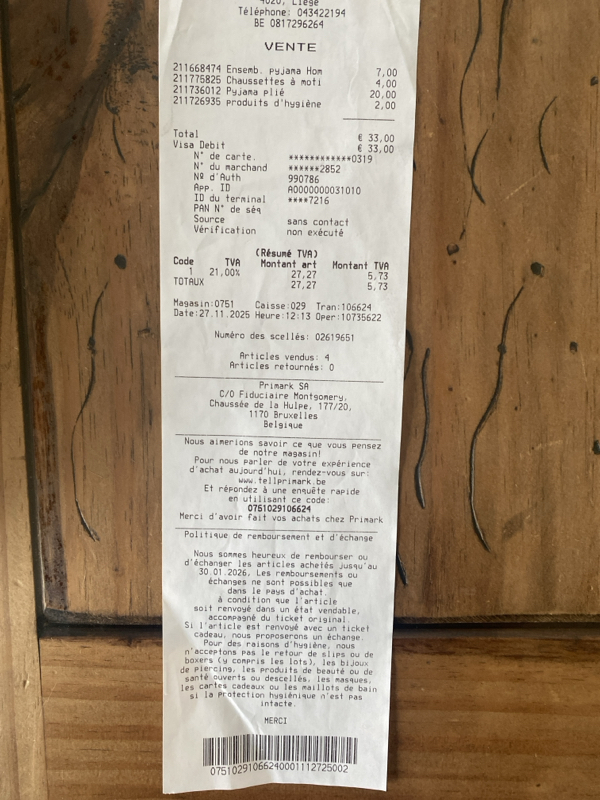 4020, Liège
Téléphone: 043422194
BE 0817296264
VENTE
211668474 Ensemb. pyjama Hom 7,00
211775825 Chaussettes à moti 4,00
211736012 Pyjama plié 20,00
211726935 produits d'hygiène 2,00
Total € 33,00
Visa Debit € 33,00
N° de carte. ************0319
N° du marchand ******2852
Nº d'Auth 990786
App. ID A0000000031010
ID du terminal ****7216
PAN N° de séq
Source sans contact
Vérification non exécuté
(Résumé TVA)
Code TVA Montant art Montant TVA
1 21,00% 27,27 5,73
TOTAUX 27,27 5,73
Magasin:0751 Caisse:029 Tran:106624
Date:27.11.2025 Heure:12:13 Oper:10735622
Numéro des scellés: 02619651
Articles vendus: 4
Articles retournés: 0
Primark SA
C/O Fiduciaire Montgomery,
Chaussée de la Hulpe, 177/20,
1170 Bruxelles
Belgique
Nous aimerions savoir ce que vous pensez
de notre magasin!
Pour nous parler de votre expérience
d'achat aujourd'hui, rendez-vous sur:
www.tellprimark.be
Et répondez à une enquête rapide
en utilisant ce code:
0751029106624
Merci d'avoir fait vos achats chez Primark
Politique de remboursement et d'échange
Nous sommes heureux de rembourser ou
d'échanger les articles achetés jusqu'au
30.01.2026. Les remboursements ou
échanges ne sont possibles que
dans le pays d'achat.
à condition que l'article
soit renvoyé dans un état vendable,
accompagné du ticket original.
Si l'article est renvoyé avec un ticket
cadeau, nous proposerons un échange.
Pour des raisons d'hygiène, nous
n'acceptons pas le retour de slips ou de
boxers (y compris les lots), les bijoux
de piercing, les produits de beauté ou de
santé ouverts ou descellés, les masques,
les cartes cadeaux ou les maillots de bain
si la protection hygiénique n'est pas
intacte.
MERCI
07510291066240001112725002